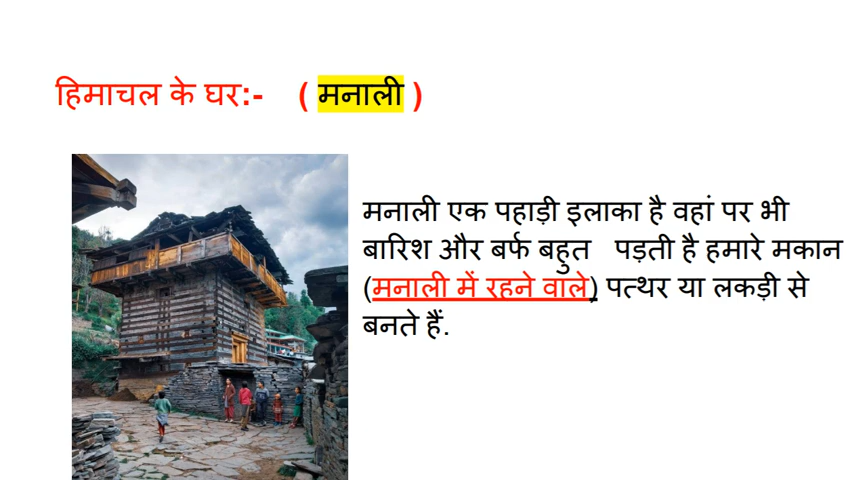 हिमाचल के घर:- ( मनाली )
मनाली एक पहाड़ी इलाका है वहां पर भी
बारिश और बर्फ बहुत पड़ती है हमारे मकान
(मनाली में रहने वाले) पत्थर या लकड़ी से
बनते हैं.